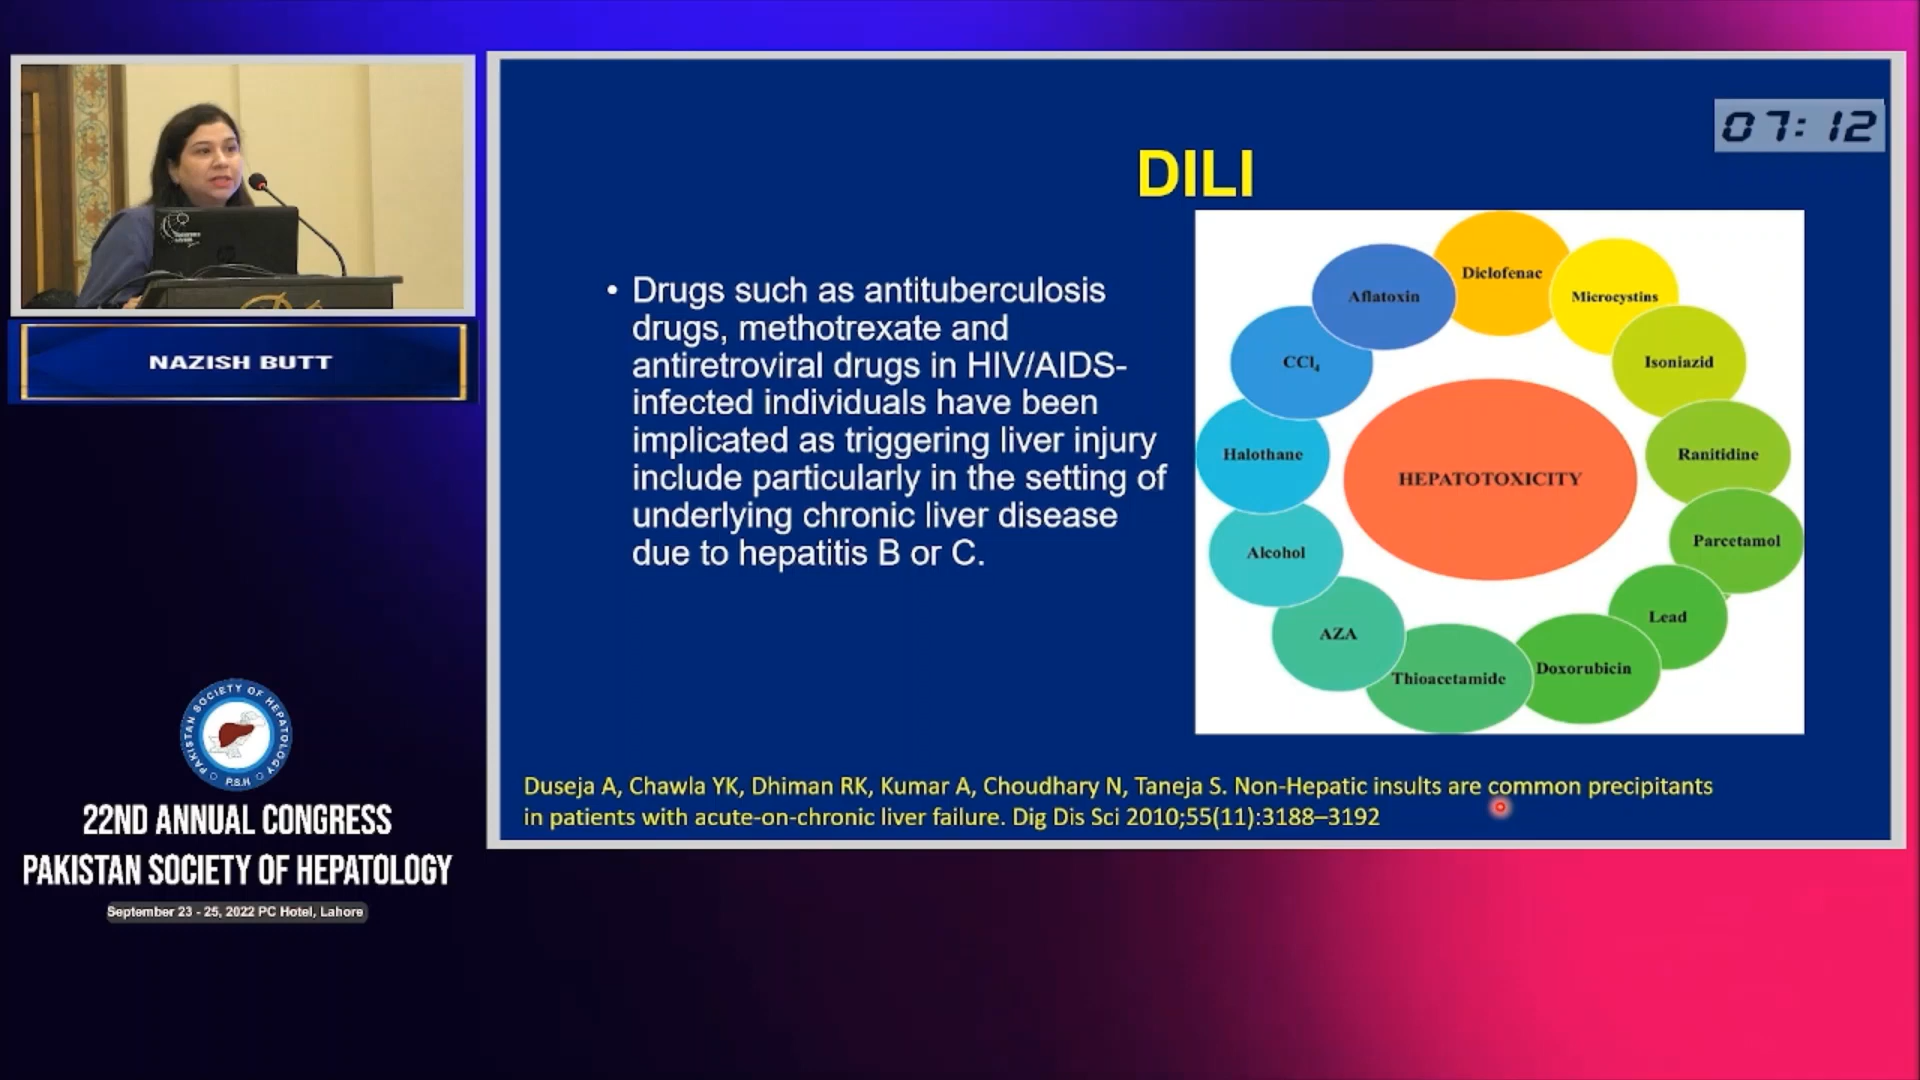 07:12
DILI
• Drugs such as antituberculosis
drugs, methotrexate and
antiretroviral drugs in HIV/AIDS-
infected individuals have been
implicated as triggering liver injury
include particularly in the setting of
underlying chronic liver disease
due to hepatitis B or C.
Diclofenac
Microcystins
Isoniazid
Ranitidine
Parcetamol
Lead
Doxorubicin
Thioacetamide
AZA
Alcohol
Halothane
CCl4
Aflatoxin
HEPATOTOXICITY
Duseja A, Chawla YK, Dhiman RK, Kumar A, Choudhary N, Taneja S. Non-Hepatic insults are common precipitants
in patients with acute-on-chronic liver failure. Dig Dis Sci 2010;55(11):3188–3192
NAZISH BUTT
PAKISTAN SOCIETY OF HEPATOLOGY
P.S.H
22ND ANNUAL CONGRESS
PAKISTAN SOCIETY OF HEPATOLOGY
September 23 - 25, 2022 PC Hotel, Lahore